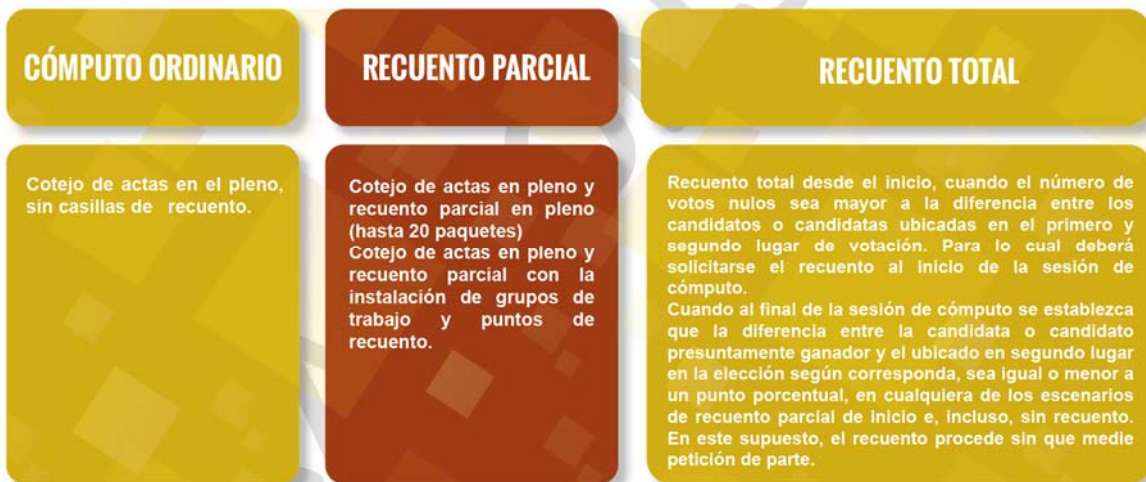 CÓMPUTO ORDINARIO
Cotejo de actas en el pleno,
sin casillas de recuento.
RECUENTO PARCIAL
Cotejo de actas en pleno y
recuento parcial en pleno
(hasta 20 paquetes)
Cotejo de actas en pleno y
recuento parcial con la
instalación de grupos de
trabajo y puntos de
recuento.
RECUENTO TOTAL
Recuento total desde el inicio, cuando el número de
votos nulos sea mayor a la diferencia entre los
candidatos o candidatas ubicadas en el primero y
segundo lugar de votación. Para lo cual deberá
solicitarse el recuento al inicio de la sesión de
cómputo.
Cuando al final de la sesión de cómputo se establezca
que la diferencia entre la candidata o candidato
presuntamente ganador y el ubicado en segundo lugar
en la elección según corresponda, sea igual o menor a
un punto porcentual, en cualquiera de los escenarios
de recuento parcial de inicio e, incluso, sin recuento.
En este supuesto, el recuento procede sin que medie
petición de parte.